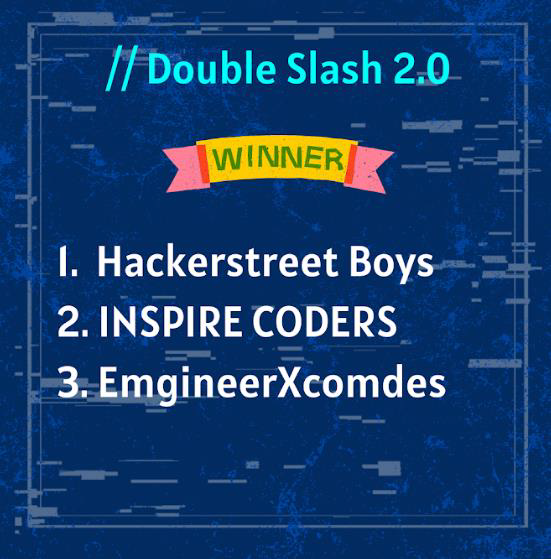 // Double Slash 2.0
WINNER
1. Hackerstreet Boys
2. INSPIRE CODERS
3. EmgineerXcomdes